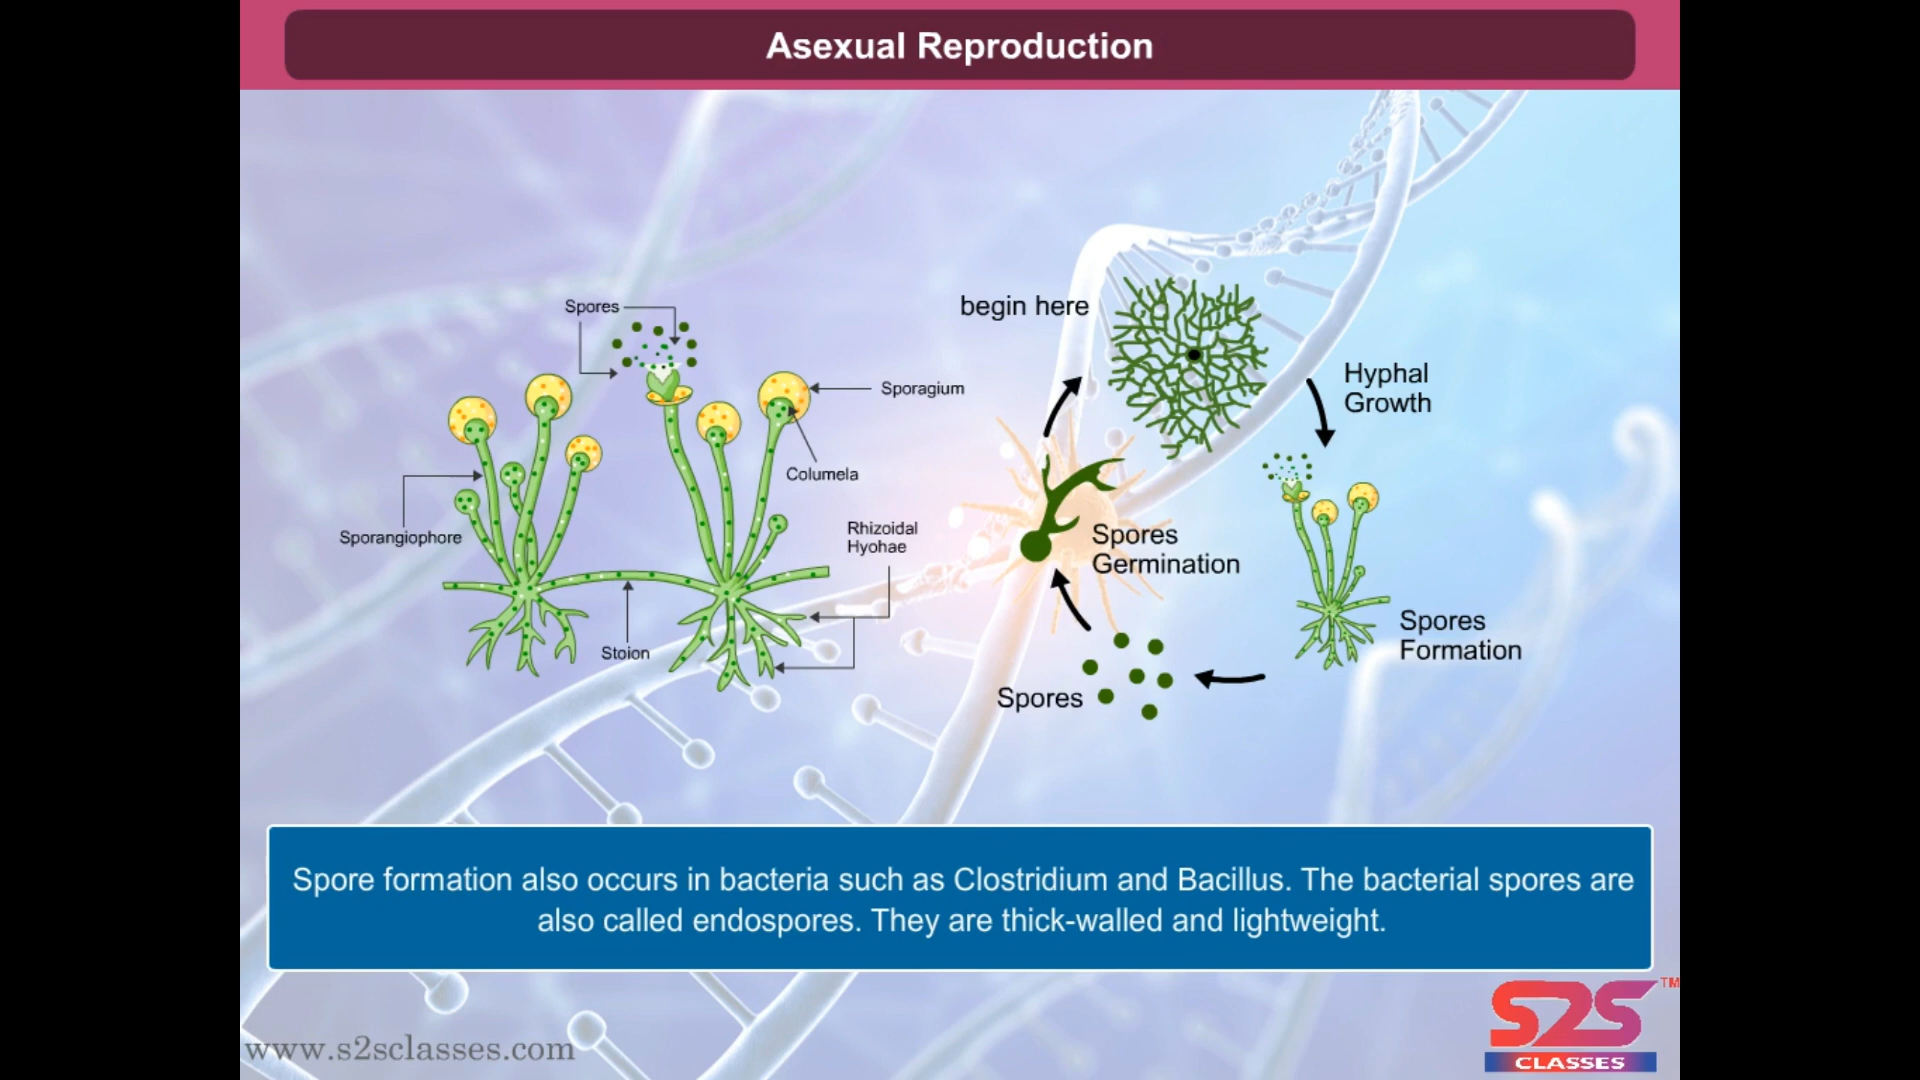 Asexual Reproduction
Spores
Sporagium
Columela
Sporangiophore
Rhizoidal
Hyohae
Stoion
begin here
Hyphal
Growth
Spores
Germination
Spores
Formation
Spores
Spore formation also occurs in bacteria such as Clostridium and Bacillus. The bacterial spores are
also called endospores. They are thick-walled and lightweight.
www.s2sclasses.com
S2S TM
CLASSES